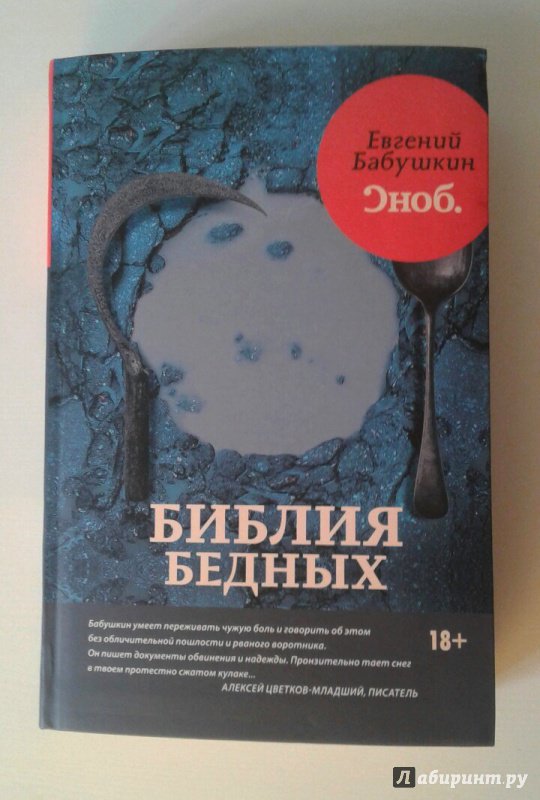 Евгений
Бабушкин
Сноб.
БИБЛИЯ
БЕДНЫХ
Бабушкин умеет переживать чужую боль и говорить об этом
без обличительной пошлости и рваного воротника.
Он пишет документы обвинения и надежды. Пронзительно тает снег
в твоем протестно сжатом кулаке...
АЛЕКСЕЙ ЦВЕТКОВ-МЛАДШИЙ, ПИСАТЕЛЬ
18+
Лабиринт.ру